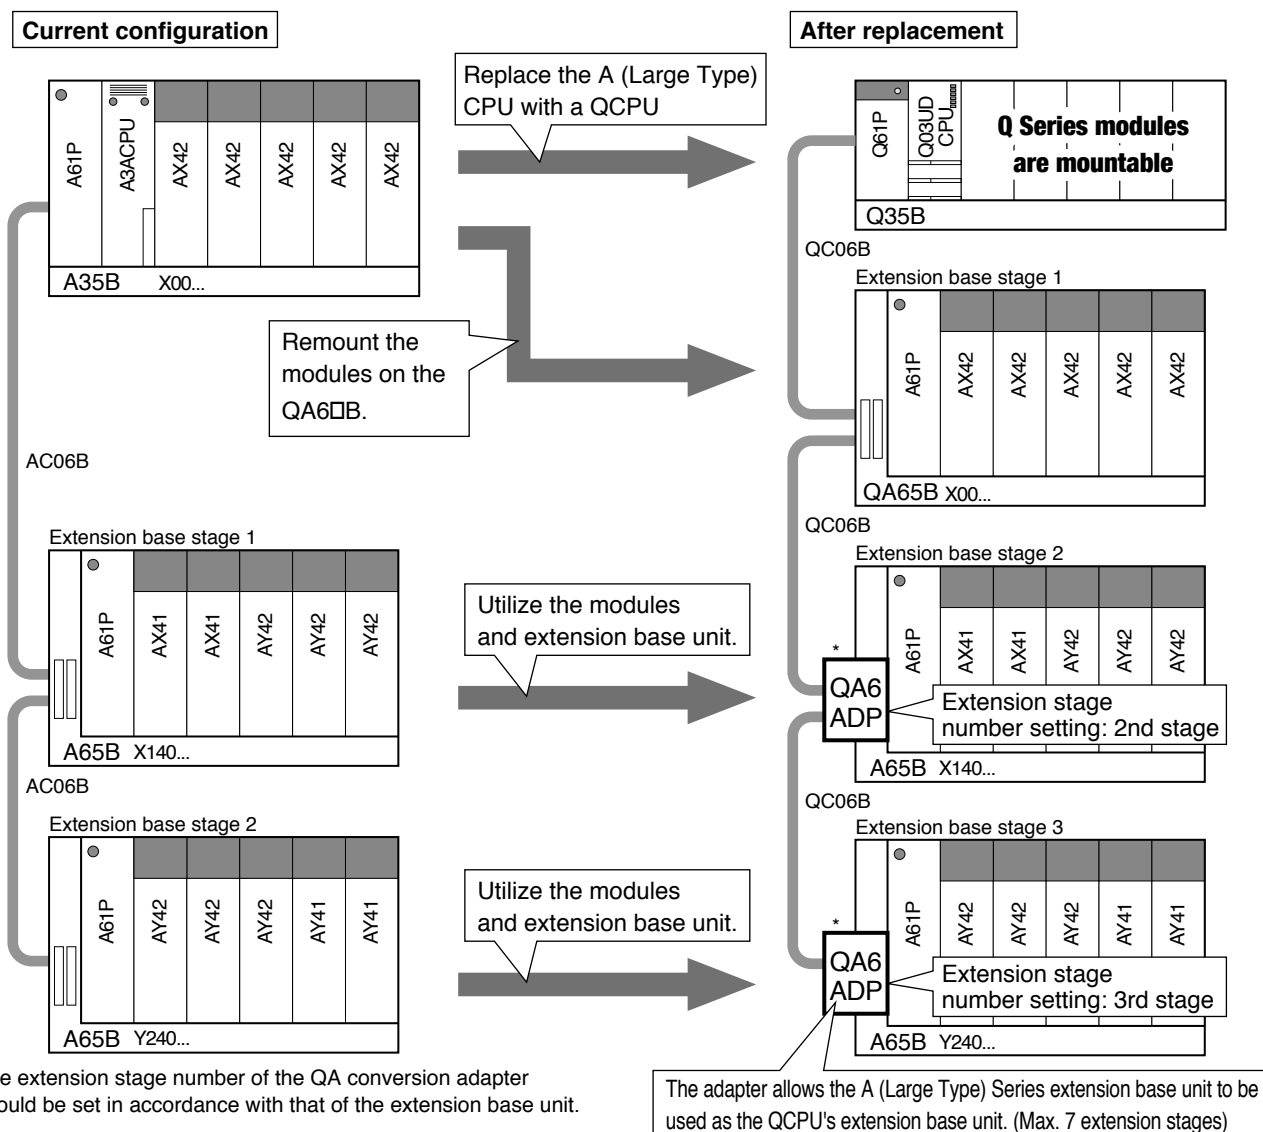 Current configuration
After replacement
Replace the A (Large Type)
CPU with a QCPU
A61P
A3ACPU
AX42
AX42
AX42
AX42
AX42
A35B X00...
Q61P
Q03UD
CPU
Q Series modules
are mountable
Q35B
QC06B
Remount the
modules on the
QA6□B.
Extension base stage 1
A61P
AX42
AX42
AX42
AX42
AX42
QA65B X00...
AC06B
QC06B
Extension base stage 1
A61P
AX41
AX41
AY42
AY42
AY42
A65B X140...
Utilize the modules
and extension base unit.
Extension base stage 2
A61P
AX41
AX41
AY42
AY42
AY42
*
QA6
ADP
Extension stage
number setting: 2nd stage
A65B X140...
AC06B
QC06B
Extension base stage 2
A61P
AY42
AY42
AY42
AY41
AY41
A65B Y240...
Utilize the modules
and extension base unit.
Extension base stage 3
A61P
AY42
AY42
AY42
AY41
AY41
*
QA6
ADP
Extension stage
number setting: 3rd stage
A65B Y240...
e extension stage number of the QA conversion adapter
ould be set in accordance with that of the extension base unit.
The adapter allows the A (Large Type) Series extension base unit to be
used as the QCPU's extension base unit. (Max. 7 extension stages)